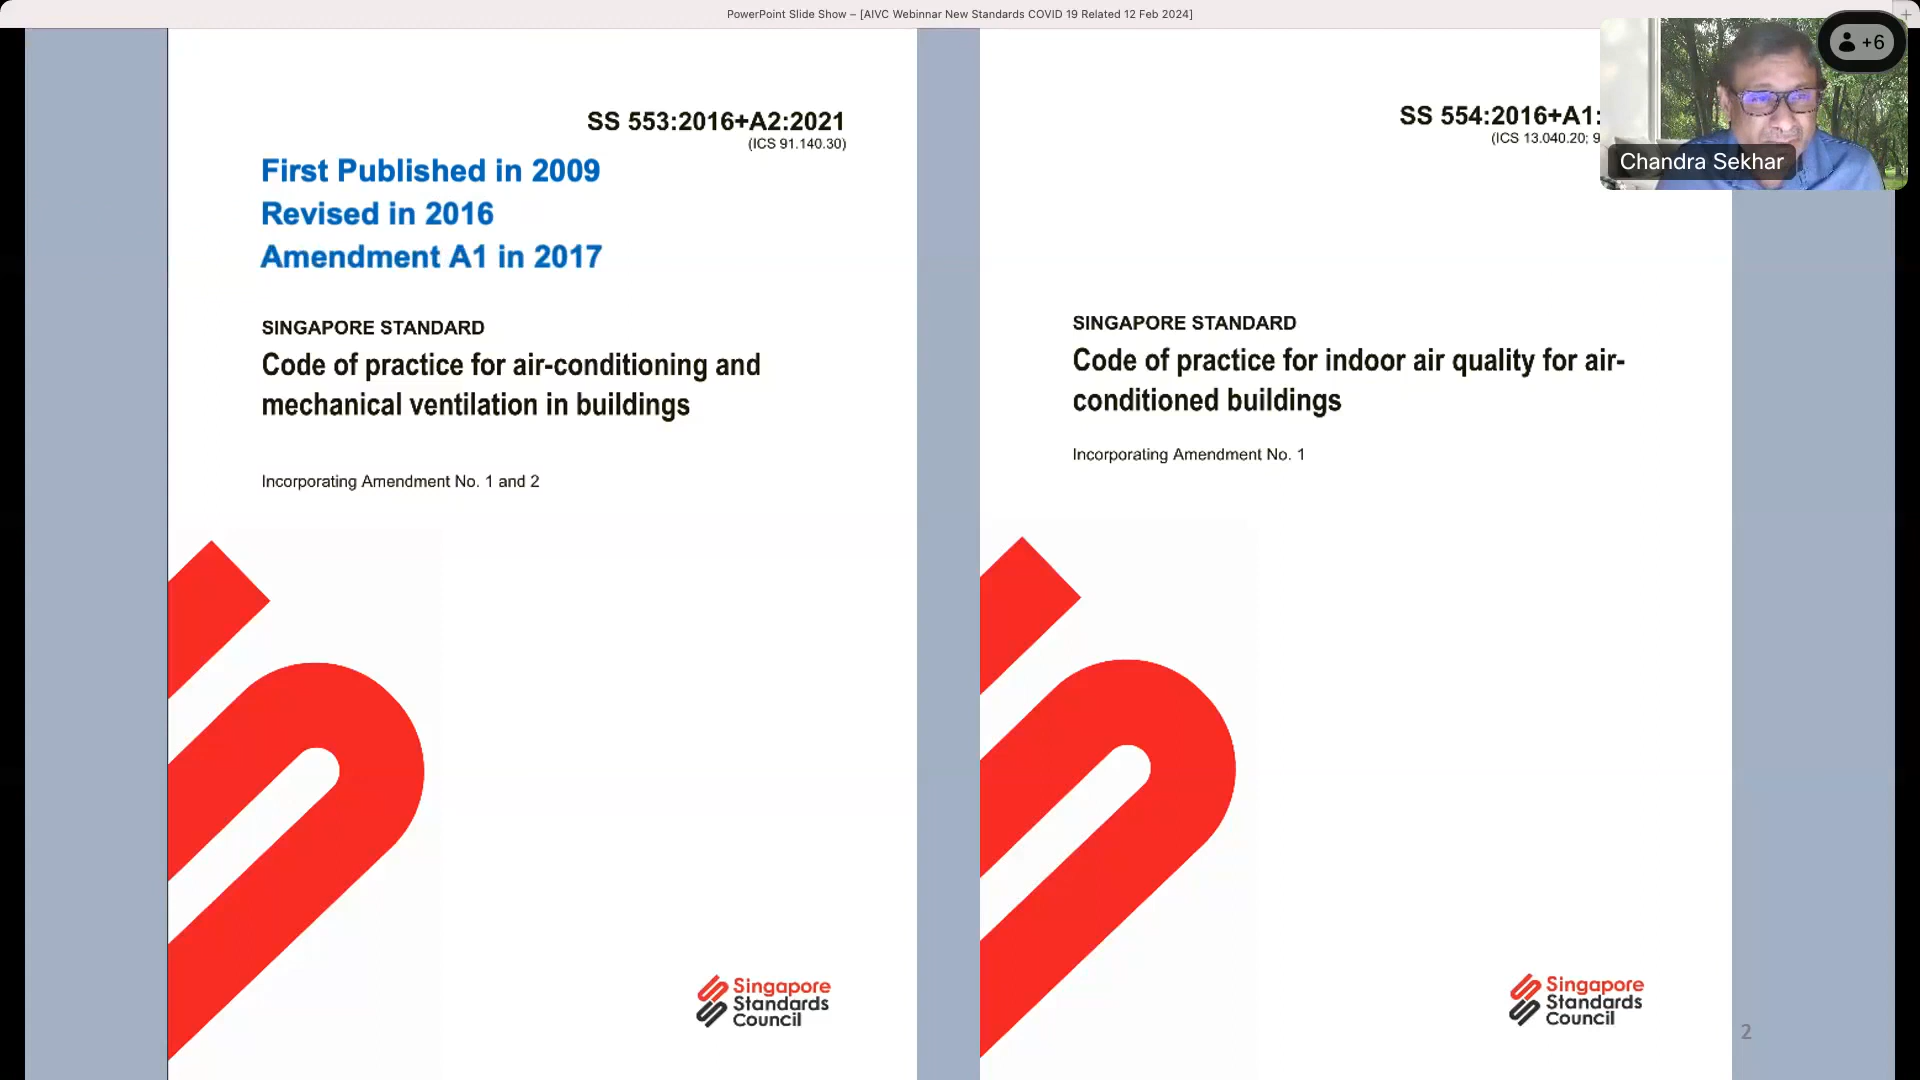 PowerPoint Slide Show – [AIVC Webinnar New Standards COVID 19 Related 12 Feb 2024]
+6
Chandra Sekhar
SS 553:2016+A2:2021
(ICS 91.140.30)
First Published in 2009
Revised in 2016
Amendment A1 in 2017
SINGAPORE STANDARD
Code of practice for air-conditioning and
mechanical ventilation in buildings
Incorporating Amendment No. 1 and 2
Singapore
Standards
Council
SS 554:2016+A1:
(ICS 13.040.20; 9
SINGAPORE STANDARD
Code of practice for indoor air quality for air-
conditioned buildings
Incorporating Amendment No. 1
Singapore
Standards
Council
2